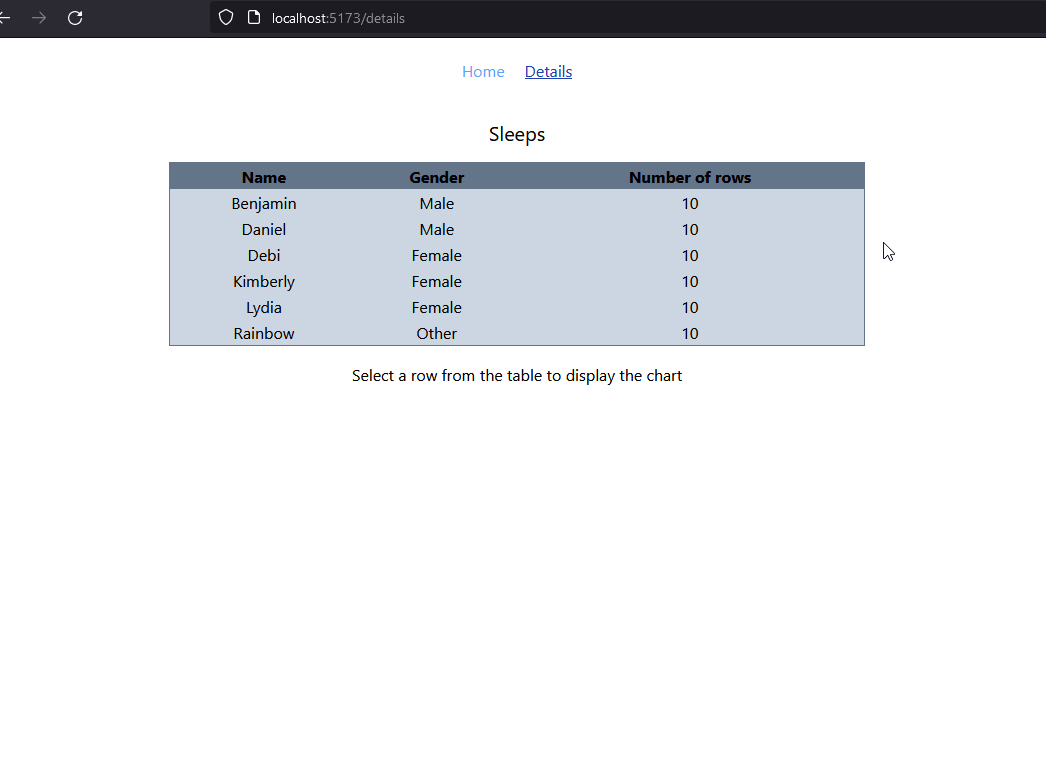 localhost:5173/details
Home Details
Sleeps
Name Gender Number of rows
Benjamin Male 10
Daniel Male 10
Debi Female 10
Kimberly Female 10
Lydia Female 10
Rainbow Other 10
Select a row from the table to display the chart